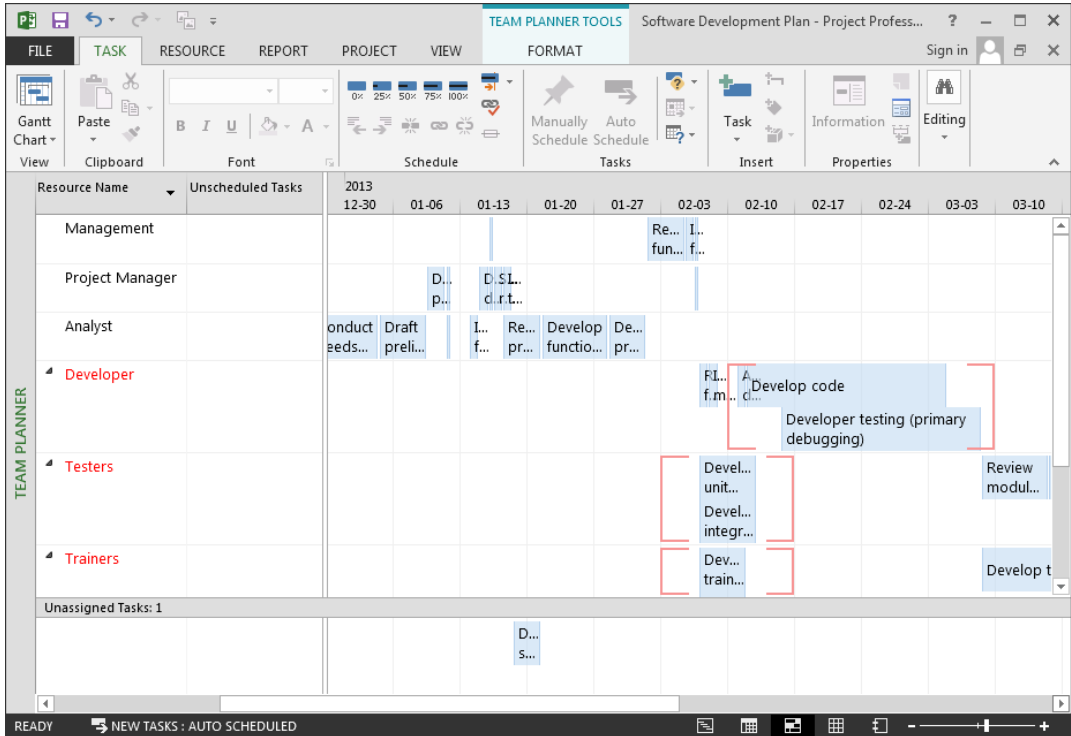 TEAM PLANNER TOOLS Software Development Plan - Project Profess... ?
FILE TASK RESOURCE REPORT PROJECT VIEW FORMAT Sign in
0% 25% 50% 75% 100%
Gantt Chart
Paste
B I U A
Manually Schedule
Auto Schedule
Task
Information
Editing
View Clipboard Font Schedule Tasks Insert Properties
Resource Name Unscheduled Tasks 2013
12-30 01-06 01-13 01-20 01-27 02-03 02-10 02-17 02-24 03-03 03-10
Management
Re... I...
fun... f...
Project Manager
D... D.SI...
p... d.r.t...
Analyst
onduct Draft I... Re... Develop De...
eeds... preli... f... pr... functio... pr...
Developer
RI... A...
f.m... d...
Develop code
Developer testing (primary
debugging)
Testers
Devel...
unit...
Devel...
integr...
Review
modul...
Trainers
Dev...
train...
Develop t
TEAM PLANNER
Unassigned Tasks: 1
D...
s...
READY NEW TASKS : AUTO SCHEDULED